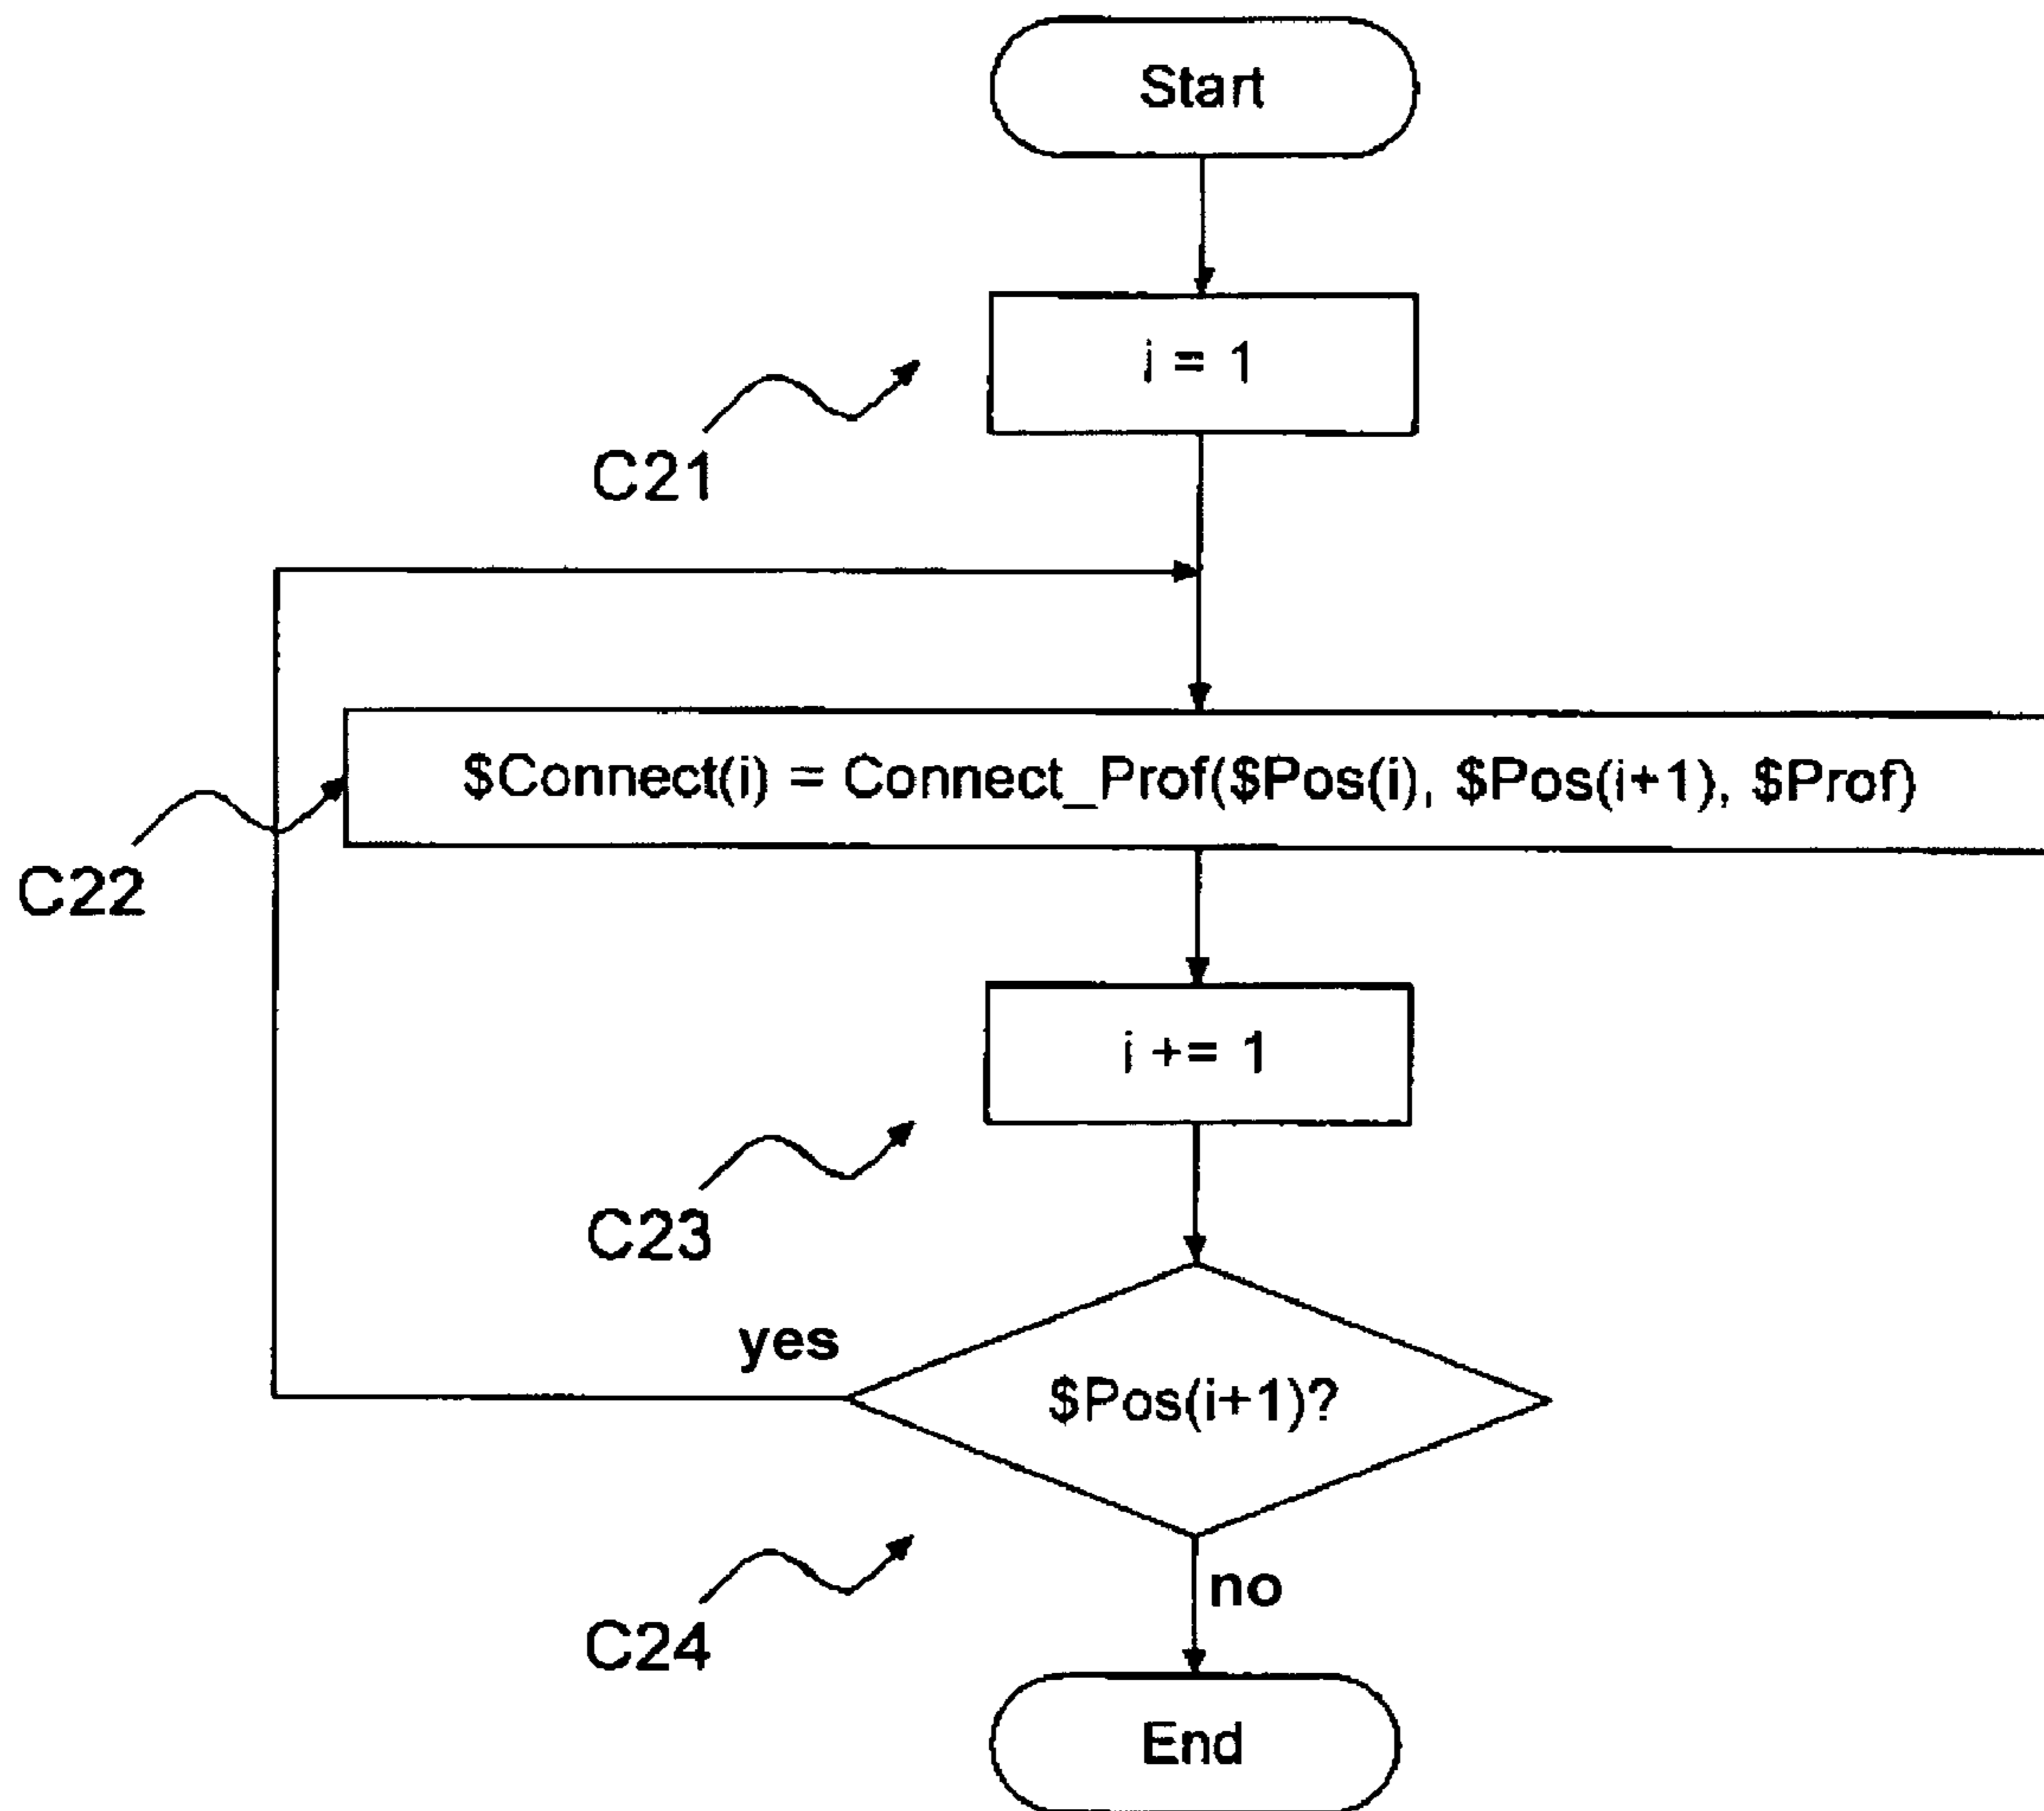 Start
i = 1
C21
$Connect(i) = Connect_Prof($Pos(i), $Pos(i+1), $Prof)
C22
i += 1
C23
yes
$Pos(i+1)?
no
C24
End